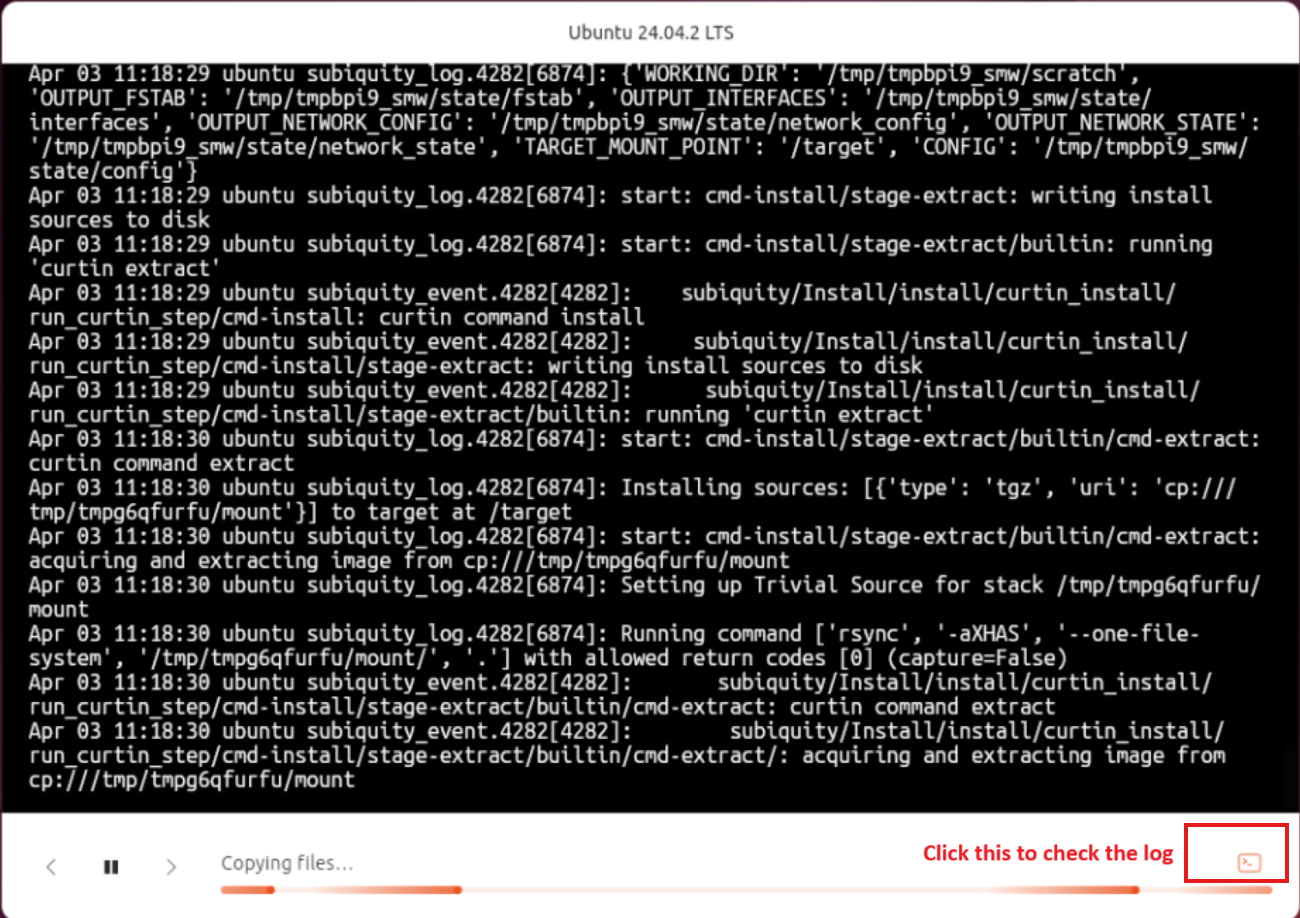 Ubuntu 24.04.2 LTS
Apr 03 11:18:29 ubuntu subiquity_log.4282[6874]: {'WORKING_DIR': '/tmp/tmpbpi9_smw/scratch',
'OUTPUT_FSTAB': '/tmp/tmpbpi9_smw/state/fstab', 'OUTPUT_INTERFACES': '/tmp/tmpbpi9_smw/state/
interfaces', 'OUTPUT_NETWORK_CONFIG': '/tmp/tmpbpi9_smw/state/network_config', 'OUTPUT_NETWORK_STATE':
'/tmp/tmpbpi9_smw/state/network_state', 'TARGET_MOUNT_POINT': '/target', 'CONFIG': '/tmp/tmpbpi9_smw/
state/config'}
Apr 03 11:18:29 ubuntu subiquity_log.4282[6874]: start: cmd-install/stage-extract: writing install
sources to disk
Apr 03 11:18:29 ubuntu subiquity_log.4282[6874]: start: cmd-install/stage-extract/builtin: running
'curtin extract'
Apr 03 11:18:29 ubuntu subiquity_event.4282[4282]:    subiquity/Install/install/curtin_install/
run_curtin_step/cmd-install: curtin command install
Apr 03 11:18:29 ubuntu subiquity_event.4282[4282]:     subiquity/Install/install/curtin_install/
run_curtin_step/cmd-install/stage-extract: writing install sources to disk
Apr 03 11:18:29 ubuntu subiquity_event.4282[4282]:      subiquity/Install/install/curtin_install/
run_curtin_step/cmd-install/stage-extract/builtin: running 'curtin extract'
Apr 03 11:18:30 ubuntu subiquity_log.4282[6874]: start: cmd-install/stage-extract/builtin/cmd-extract:
curtin command extract
Apr 03 11:18:30 ubuntu subiquity_log.4282[6874]: Installing sources: [{'type': 'tgz', 'uri': 'cp:///
tmp/tmpg6qfurfu/mount'}] to target at /target
Apr 03 11:18:30 ubuntu subiquity_log.4282[6874]: start: cmd-install/stage-extract/builtin/cmd-extract:
acquiring and extracting image from cp:///tmp/tmpg6qfurfu/mount
Apr 03 11:18:30 ubuntu subiquity_log.4282[6874]: Setting up Trivial Source for stack /tmp/tmpg6qfurfu/
mount
Apr 03 11:18:30 ubuntu subiquity_log.4282[6874]: Running command ['rsync', '-aXHAS', '--one-file-
system', '/tmp/tmpg6qfurfu/mount/', '.'] with allowed return codes [0] (capture=False)
Apr 03 11:18:30 ubuntu subiquity_event.4282[4282]:       subiquity/Install/install/curtin_install/
run_curtin_step/cmd-install/stage-extract/builtin/cmd-extract: curtin command extract
Apr 03 11:18:30 ubuntu subiquity_event.4282[4282]:        subiquity/Install/install/curtin_install/
run_curtin_step/cmd-install/stage-extract/builtin/cmd-extract/: acquiring and extracting image from
cp:///tmp/tmpg6qfurfu/mount
Copying files...
Click this to check the log